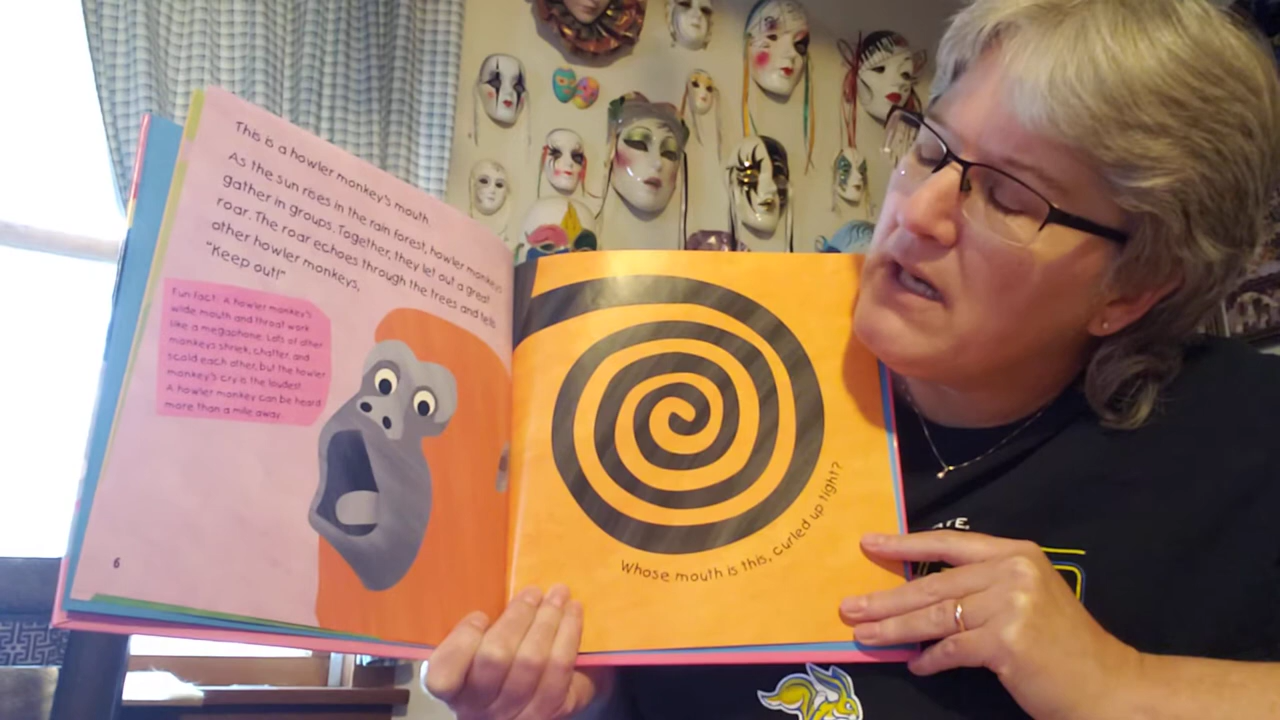 This is a howler monkey's mouth.
As the sun rises in the rain forest, howler monkeys
gather in groups. Together, they let out a great
roar. The roar echoes through the trees and tells
other howler monkeys,
"Keep out!"
Fun Fact: A howler monkey's
wide mouth and throat work
like a megaphone. Lots of other
monkeys shriek, chatter, and
scold each other, but the howler
monkey's cry is the loudest.
A howler monkey can be heard
more than a mile away.
6
Whose mouth is this, curled up tight?